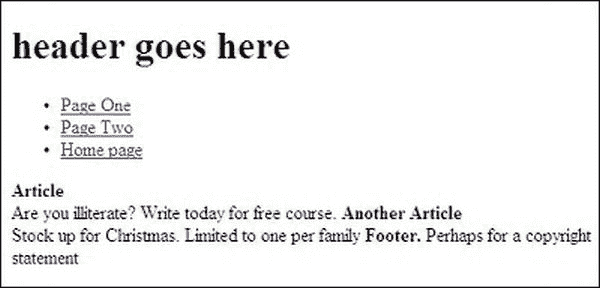 header goes here
Page One
Page Two
Home page
Article
Are you illiterate? Write today for free course. Another Article
Stock up for Christmas. Limited to one per family Footer. Perhaps for a copyright
statement